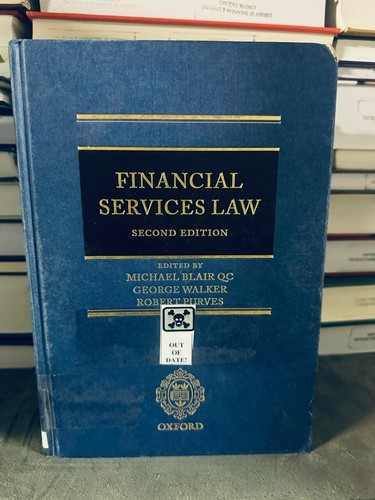 FINANCIAL
SERVICES LAW
SECOND EDITION
EDITED BY
MICHAEL BLAIR QC
GEORGE WALKER
ROBERT PURVES
OUT
OF
DATE!
OXFORD